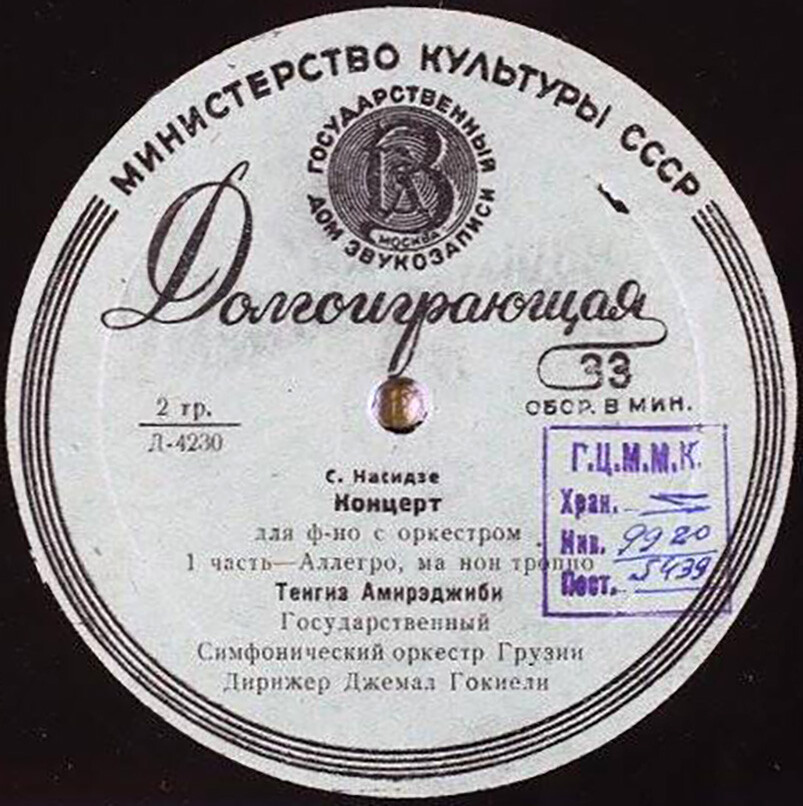 МИНИСТЕРСТВО КУЛЬТУРЫ СССР
ГОСУДАРСТВЕННЫЙ
ДОМ ЗВУКОЗАПИСИ
МОСКВА
Долгоиграющая
33
ОБОР. В МИН.
2 гр.
Д-4230
Г.Ц.М.М.К.
Хран.
Инв. 9920
Пост. 5439
С. Насидзе
Концерт
для ф-но с оркестром
1 часть—Аллегро, ма нон троппо
Тенгиз Амирэджиби
Государственный
Симфонический оркестр Грузии
Дирижер Джемал Гокиели